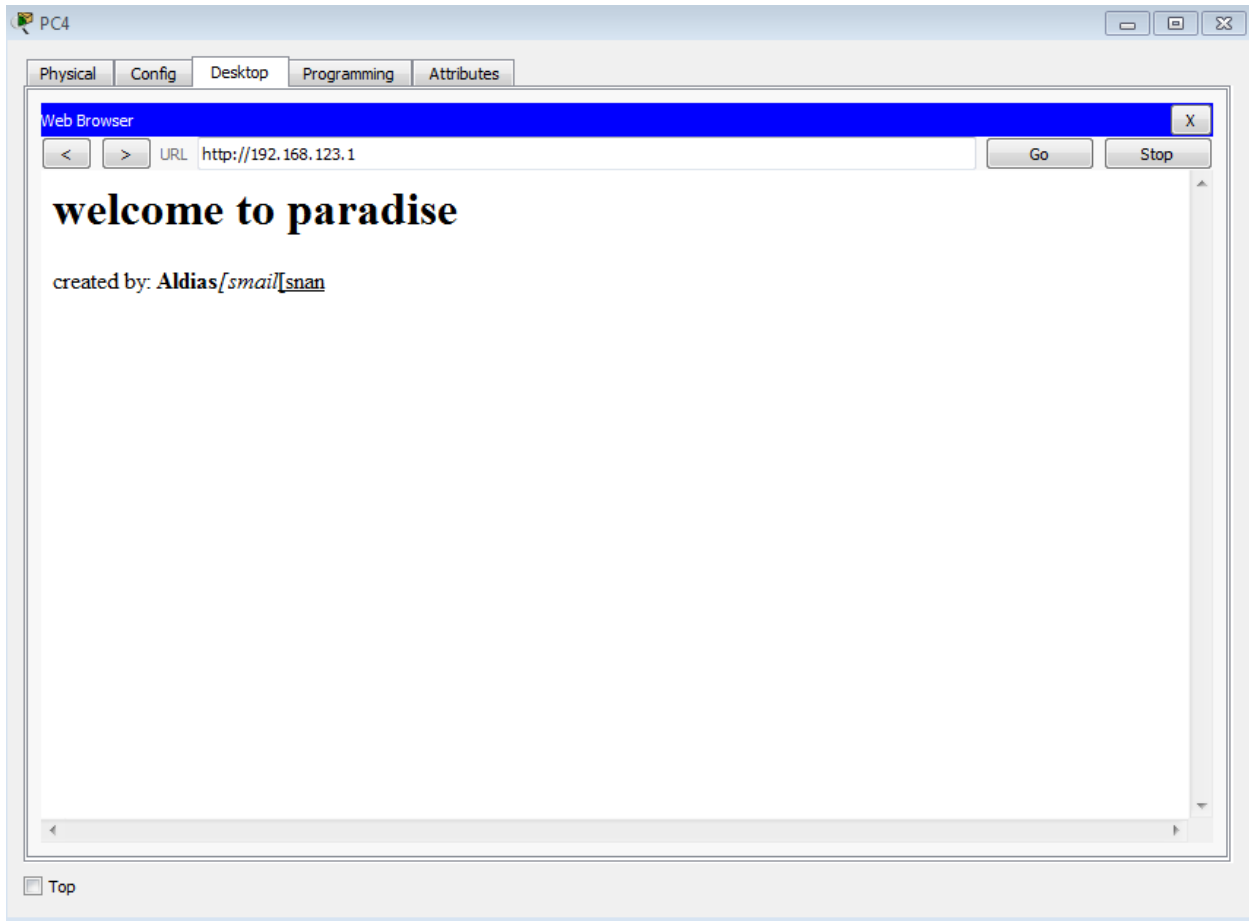 PC4
Physical Config Desktop Programming Attributes
Web Browser X
< > URL http://192.168.123.1 Go Stop
welcome to paradise
created by: Aldias[smail[snan
Top